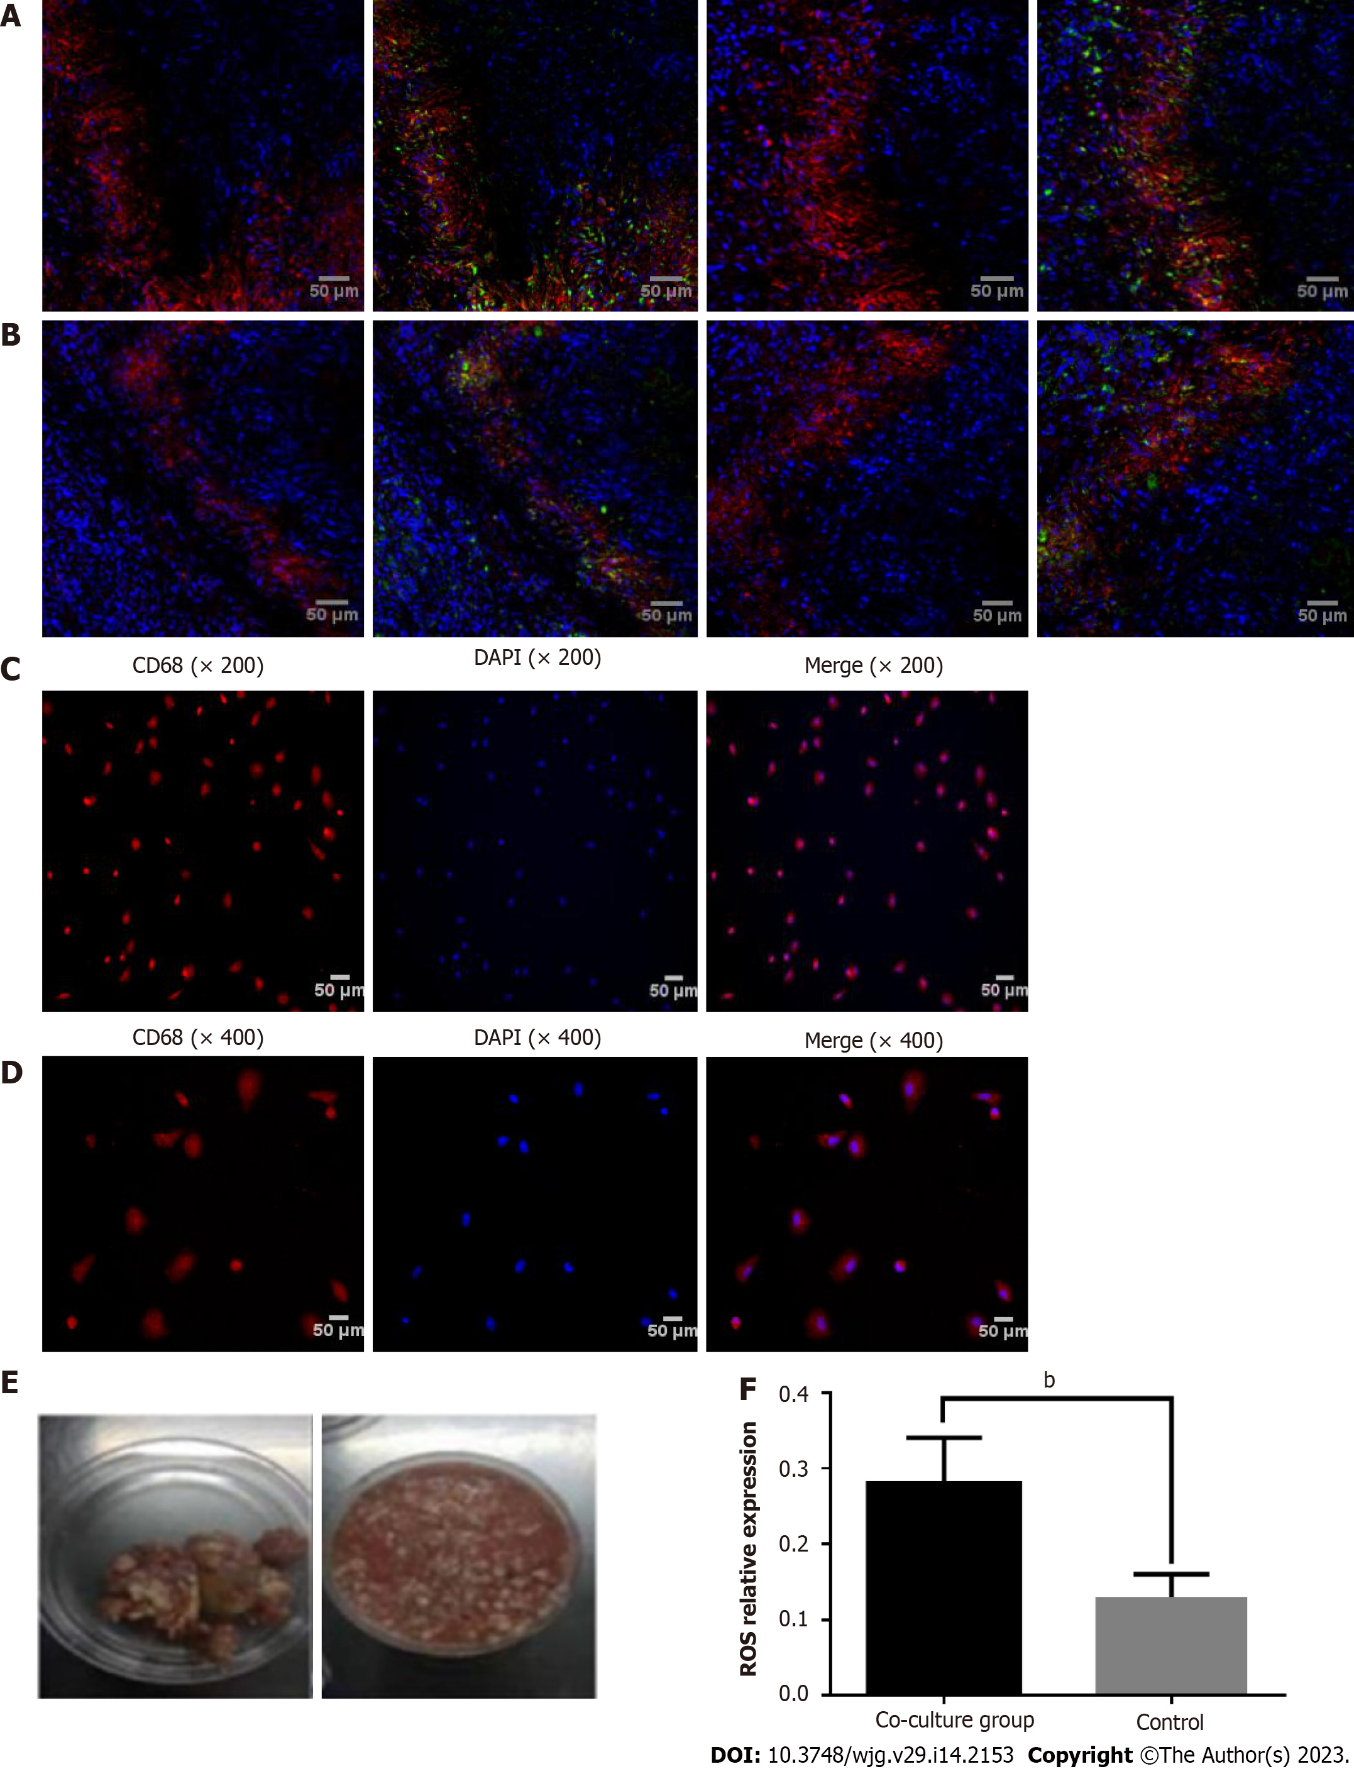 A
50 µm
50 µm
50 µm
50 µm
B
50 µm
50 µm
50 µm
50 µm
C
CD68 (× 200)
DAPI (× 200)
Merge (× 200)
50 µm
50 µm
50 µm
D
CD68 (× 400)
DAPI (× 400)
Merge (× 400)
50 µm
50 µm
50 µm
E
F
b
ROS relative expression
0.4
0.3
0.2
0.1
0.0
Co-culture group
Control
DOI: 10.3748/wjg.v29.i14.2153 Copyright ©The Author(s) 2023.